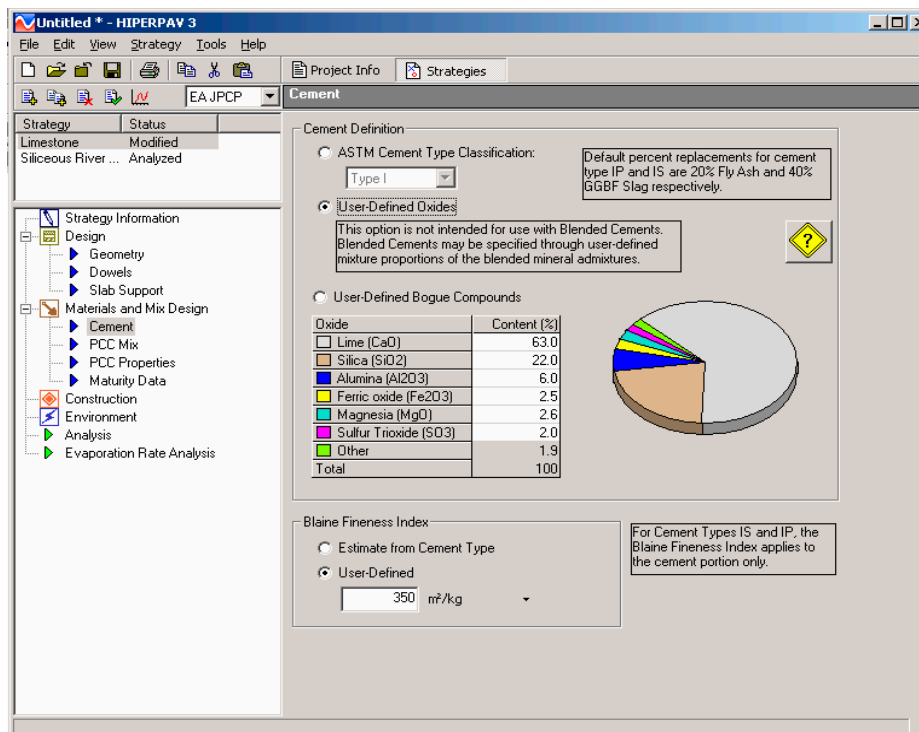 Untitled * - HIPERPAV 3
File Edit View Strategy Tools Help
Project Info Strategies
EA JPCP
Cement
Strategy Status
Limestone Modified
Siliceous River ... Analyzed
Strategy Information
Design
Geometry
Dowels
Slab Support
Materials and Mix Design
Cement
PCC Mix
PCC Properties
Maturity Data
Construction
Environment
Analysis
Evaporation Rate Analysis
Cement Definition
ASTM Cement Type Classification:
Type I
Default percent replacements for cement
type IP and IS are 20% Fly Ash and 40%
GGBF Slag respectively.
User-Defined Oxides
This option is not intended for use with Blended Cements.
Blended Cements may be specified through user-defined
mixture proportions of the blended mineral admixtures.
?
User-Defined Bogue Compounds
Oxide Content (%)
Lime (CaO) 63.0
Silica (SiO2) 22.0
Alumina (Al2O3) 6.0
Ferric oxide (Fe2O3) 2.5
Magnesia (MgO) 2.6
Sulfur Trioxide (SO3) 2.0
Other 1.9
Total 100
Blaine Fineness Index
Estimate from Cement Type
User-Defined
350 m²/kg
For Cement Types IS and IP, the
Blaine Fineness Index applies to
the cement portion only.